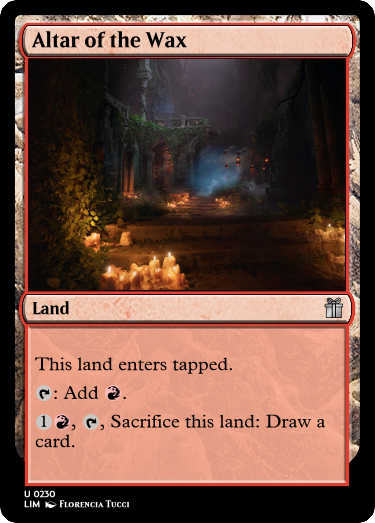 Altar of the Wax
Land
This land enters tapped.
: Add .
1 , , Sacrifice this land: Draw a
card.
U 0230
LIM Florencia Tucci